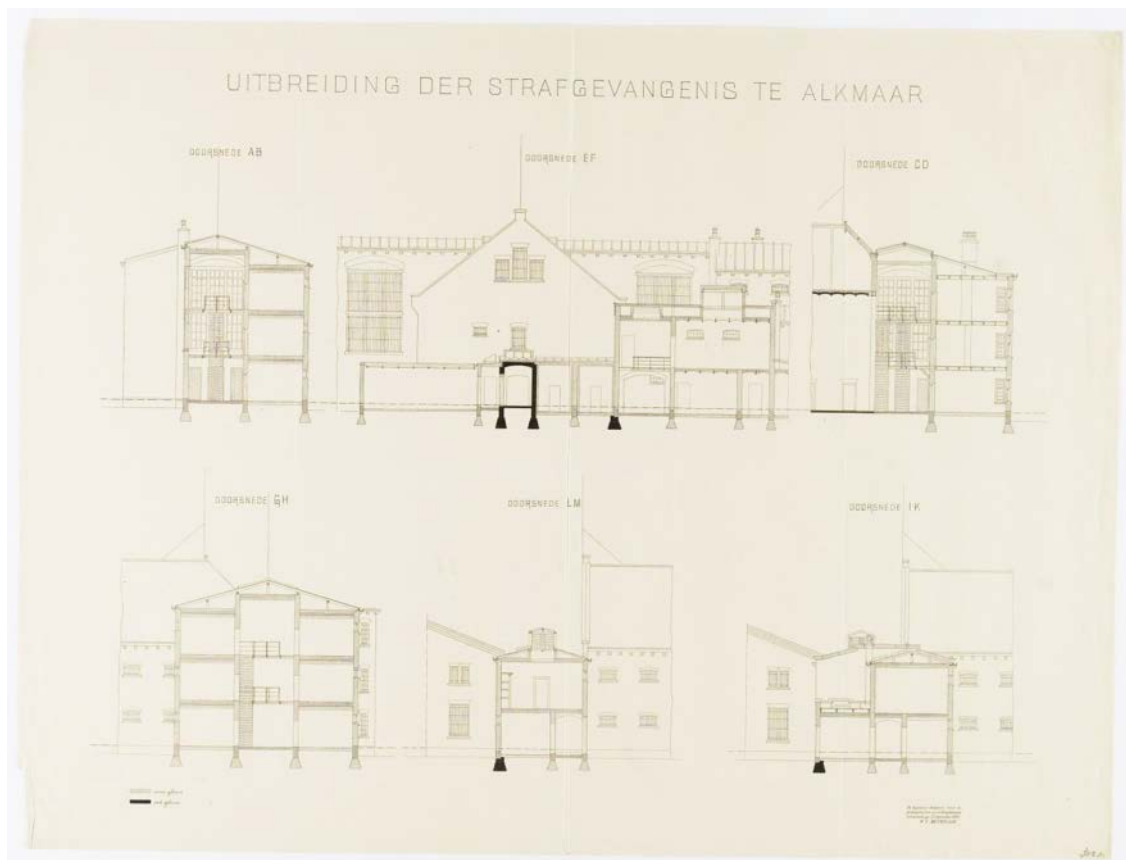 UITBREIDING DER STRAFGEVANGENIS TE ALKMAAR
DOORSNEDE AB
DOORSNEDE EF
DOORSNEDE CD
DOORSNEDE GH
DOORSNEDE LM
DOORSNEDE IK